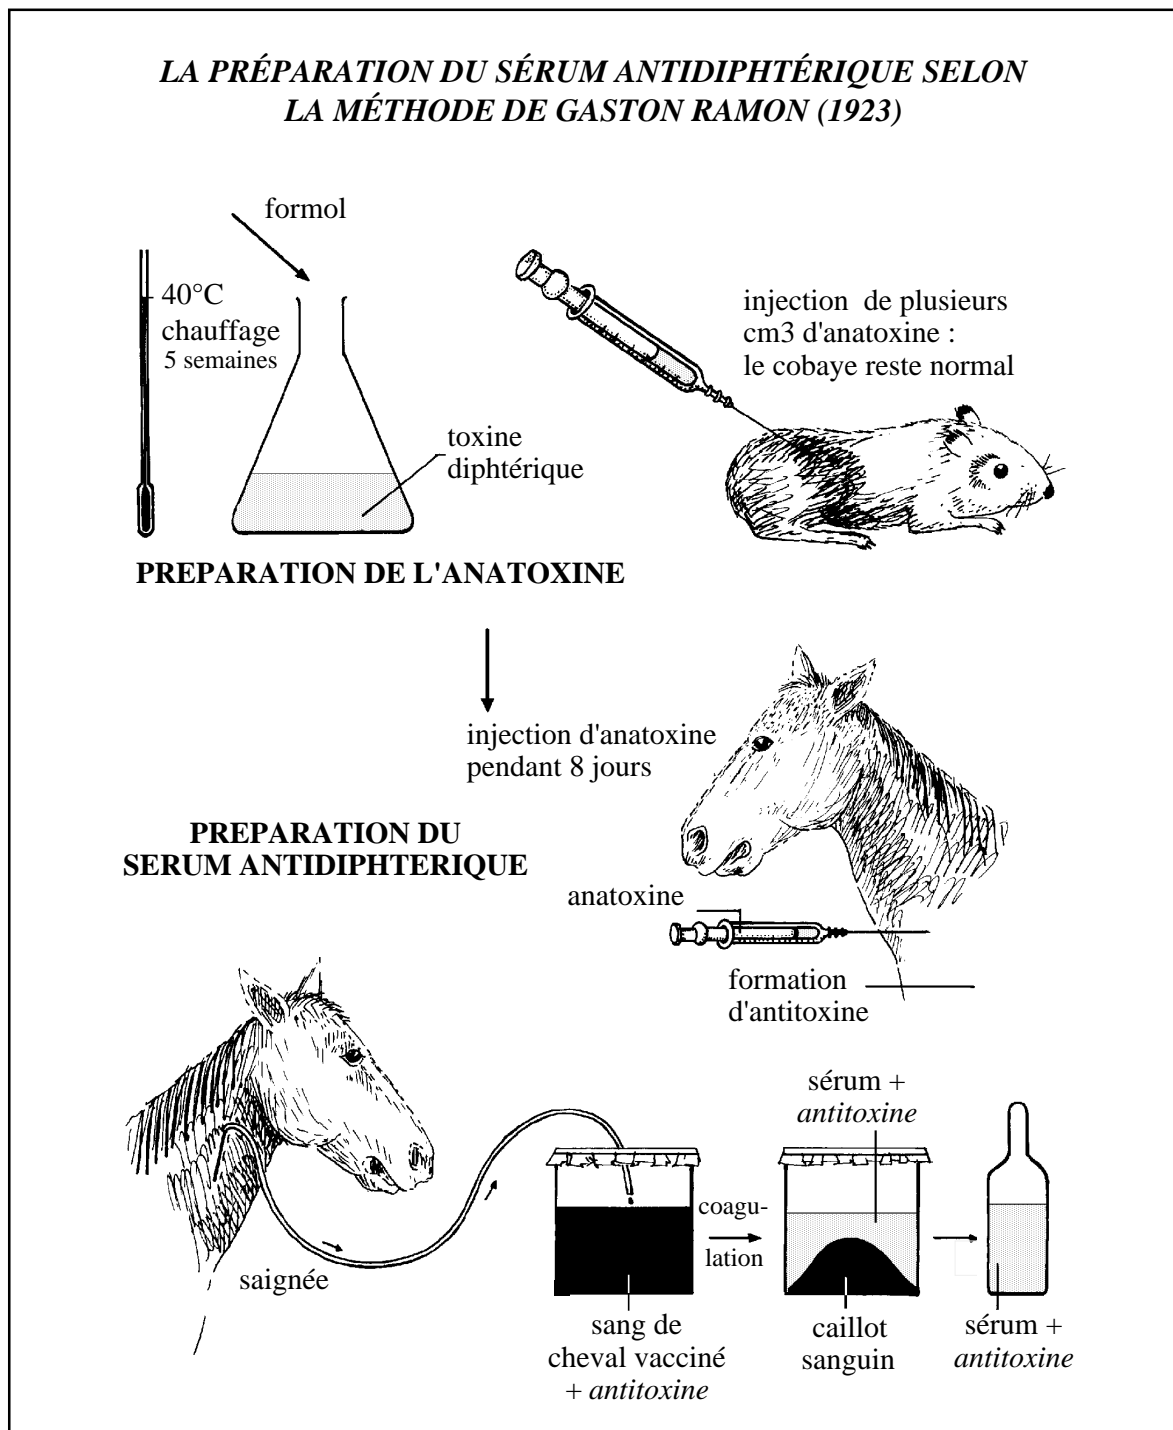 LA PRÉPARATION DU SÉRUM ANTIDIPHTÉRIQUE SELON
LA MÉTHODE DE GASTON RAMON (1923)
formol
40°C
chauffage
5 semaines
toxine
diphtérique
injection de plusieurs
cm3 d'anatoxine :
le cobaye reste normal
PREPARATION DE L'ANATOXINE
injection d'anatoxine
pendant 8 jours
PREPARATION DU
SERUM ANTIDIPHTERIQUE
anatoxine
formation
d'antitoxine
saignée
sang de
cheval vacciné
+ antitoxine
coagu-
lation
sérum +
antitoxine
caillot
sanguin
sérum +
antitoxine